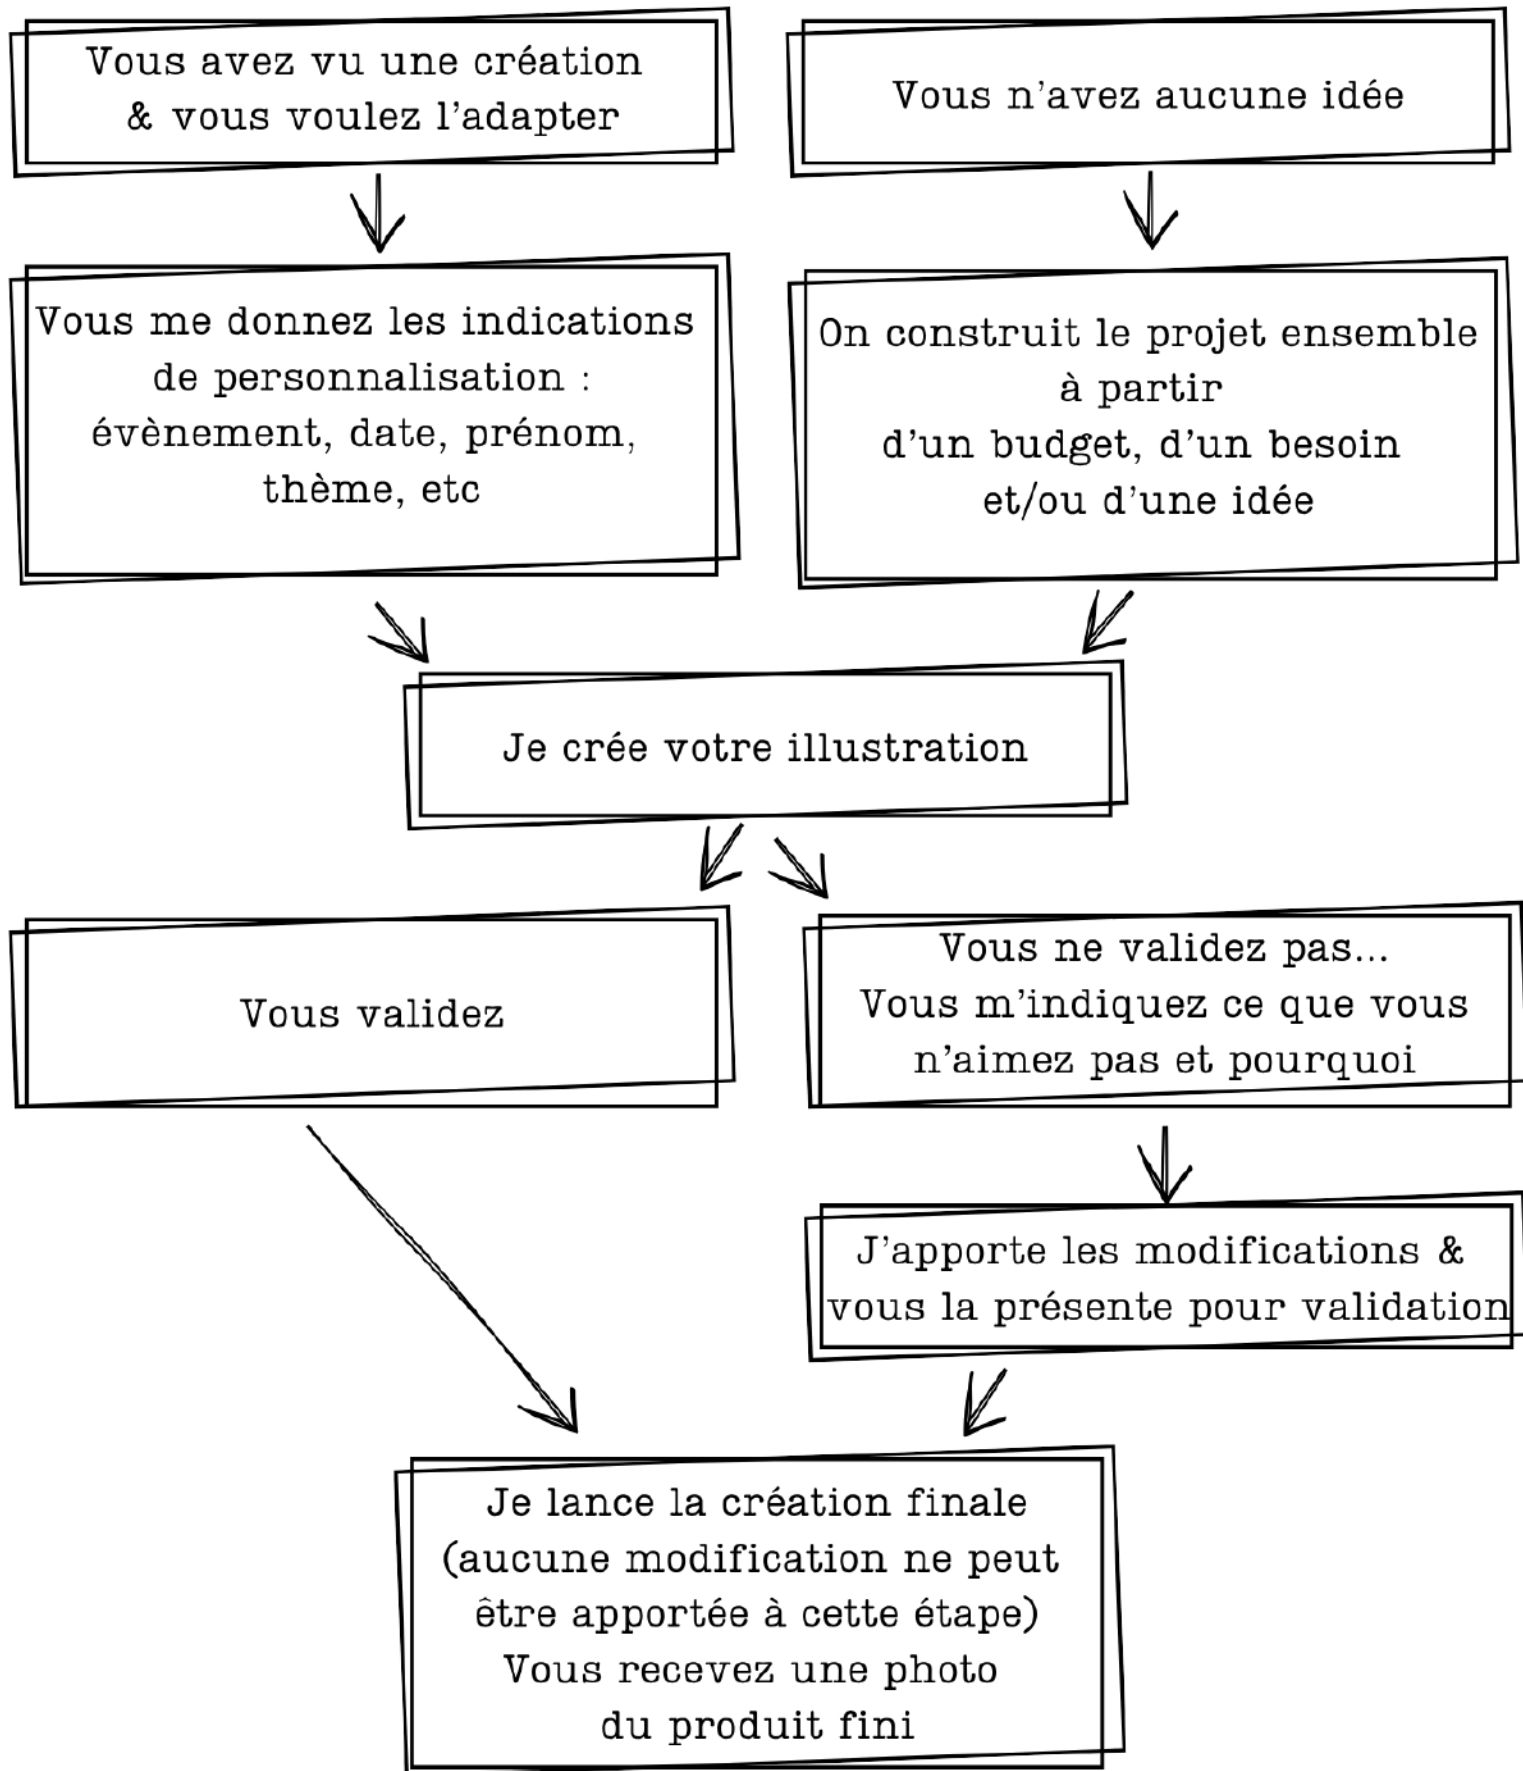 Vous avez vu une création
& vous voulez l'adapter
Vous n'avez aucune idée
Vous me donnez les indications
de personnalisation :
évènement, date, prénom,
thème, etc
On construit le projet ensemble
à partir
d'un budget, d'un besoin
et/ou d'une idée
Je crée votre illustration
Vous validez
Vous ne validez pas...
Vous m'indiquez ce que vous
n'aimez pas et pourquoi
J'apporte les modifications &
vous la présente pour validation
Je lance la création finale
(aucune modification ne peut
être apportée à cette étape)
Vous recevez une photo
du produit fini